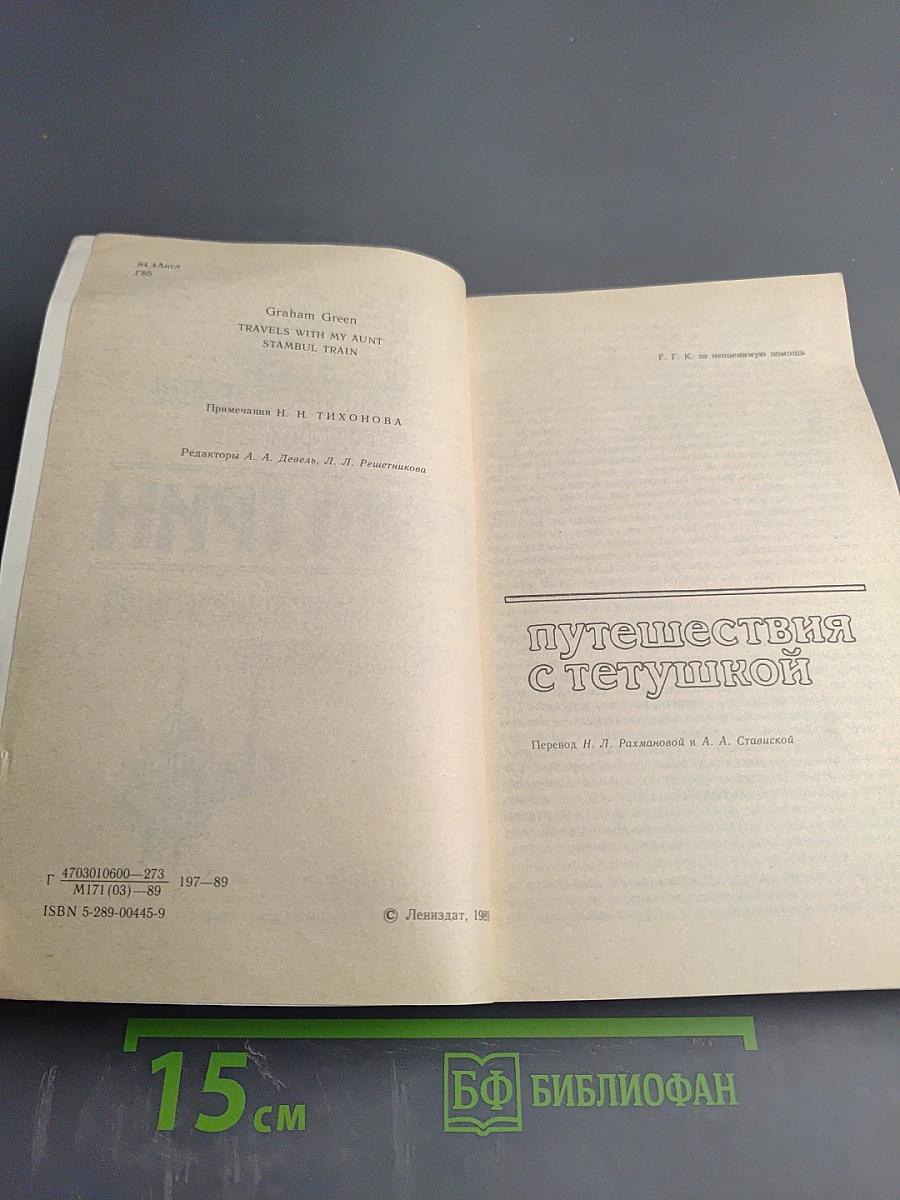 84.4Англ
Г85
Graham Green
TRAVELS WITH MY AUNT
STAMBUL TRAIN
Примечания Н. Н. ТИХОНОВА
Редакторы А. А. Девель, Л. Л. Решетникова
Г 4703010600—273
М171(03)—89
197—89
ISBN 5-289-00445-9
© Лениздат, 1989
Г. Г. К. за неоценимую помощь
путешествия
с тетушкой
Перевод Н. Л. Рахмановой и А. А. Ставиской
15 см
БФ БИБЛИОФАН